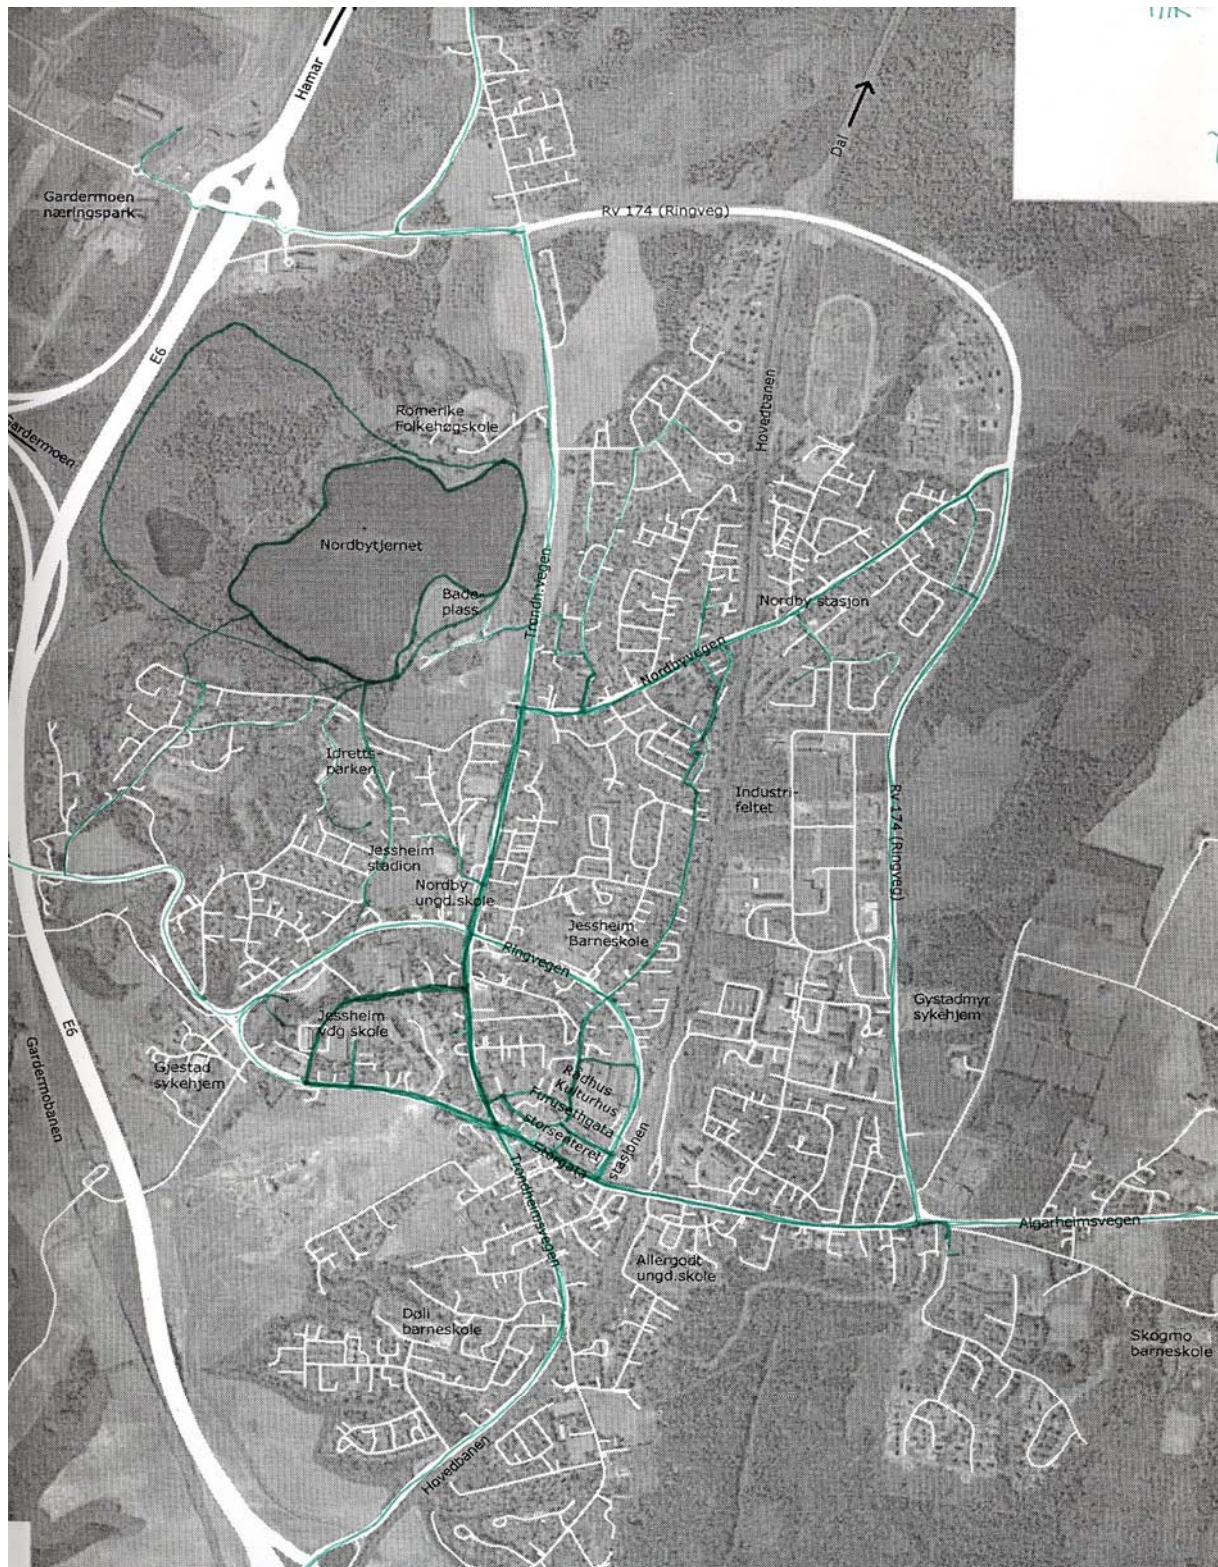 Hamar
Dal
Gardermoen
næringspark
Rv 174 (Ringveg)
E6
Hovedbanen
Romerike
Folkehøgskole
Gardermoen
Nordbytjernet
Bade-
plass
Trondh.vegen
Nordby stasjon
Nordbyvegen
Idretts-
parken
Industri-
feltet
Rv 174 (Ringveg)
Jessheim
stadion
Nordby
ungd.skole
Jessheim
Barneskole
Ringvegen
Gystadmyr
sykehjem
Jessheim
vdg skole
E6
Gardermobanen
Gjestad
sykehjem
Rådhus
Kulturhus
Furusethgata
Storsenteret
Storgata
stasjonen
Trondheimsvegen
Algarheimsvegen
Allergodt
ungd.skole
Døli
barneskole
Skogmo
barneskole
Hovedbanen